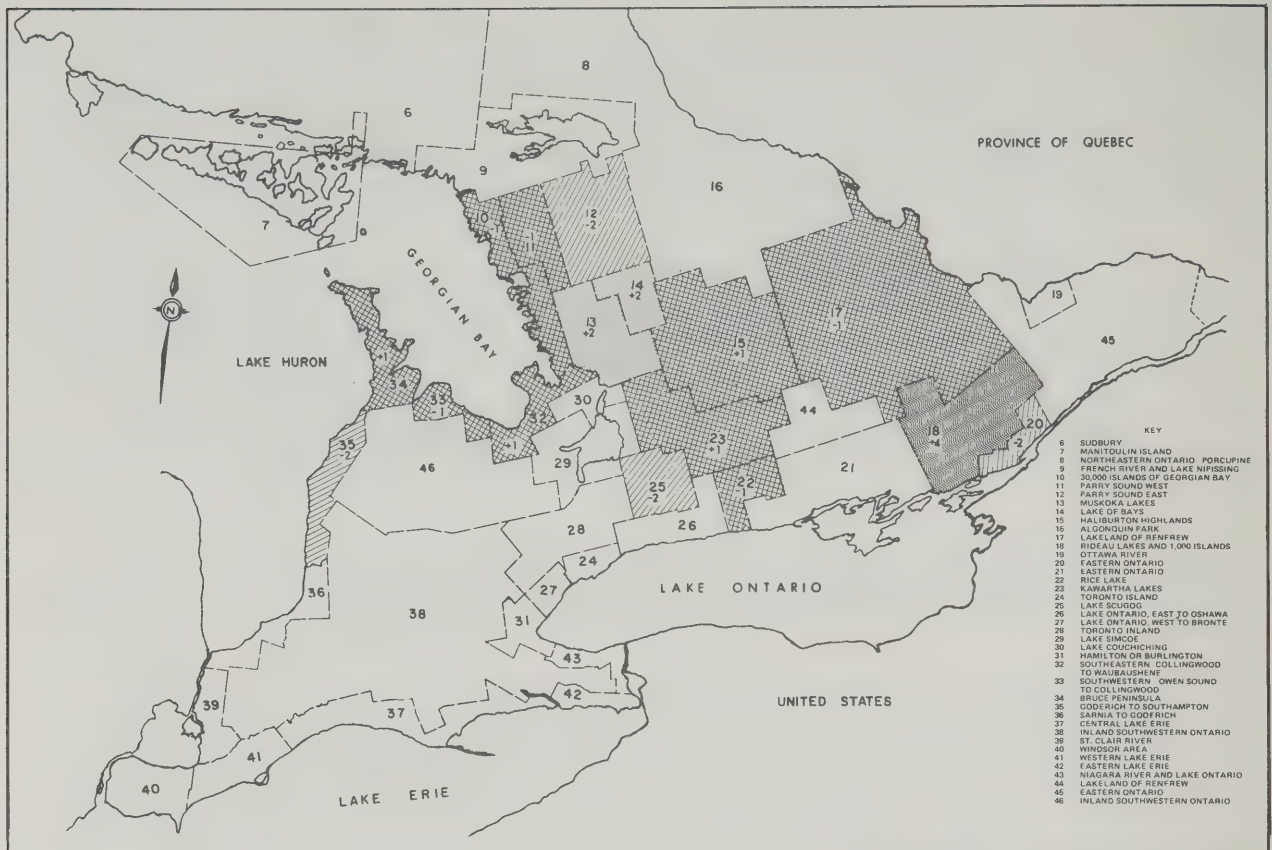 8
6
PROVINCE OF QUEBEC
9
16
12
-2
10
-1
-1
11
7
GEORGIAN BAY
14
+2
19
17
-1
13
+2
N
15
+1
45
LAKE HURON
+1
34
33
-1
30
32
44
18
+4
20
-2
35
-2
23
+1
+1
46
29
21
25
-2
22
-1
28
26
24
27
LAKE ONTARIO
36
38
31
43
42
UNITED STATES
39
37
41
40
LAKE ERIE
KEY
6 SUDBURY
7 MANITOULIN ISLAND
8 NORTHEASTERN ONTARIO PORCUPINE
9 FRENCH RIVER AND LAKE NIPISSING
10 30,000 ISLANDS OF GEORGIAN BAY
11 PARRY SOUND WEST
12 PARRY SOUND EAST
13 MUSKOKA LAKES
14 LAKE OF BAYS
15 HALIBURTON HIGHLANDS
16 ALGONQUIN PARK
17 LAKELAND OF RENFREW
18 RIDEAU LAKES AND 1,000 ISLANDS
19 OTTAWA RIVER
20 EASTERN ONTARIO
21 EASTERN ONTARIO
22 RICE LAKE
23 KAWARTHA LAKES
24 TORONTO ISLAND
25 LAKE SCUGOG
26 LAKE ONTARIO, EAST TO OSHAWA
27 LAKE ONTARIO, WEST TO BRONTE
28 TORONTO INLAND
29 LAKE SIMCOE
30 LAKE COUCHICHING
31 HAMILTON OR BURLINGTON
32 SOUTHEASTERN COLLINGWOOD
TO WAUBAUSHENE
33 SOUTHWESTERN OWEN SOUND
TO COLLINGWOOD
34 BRUCE PENINSULA
35 GODERICH TO SOUTHAMPTON
36 SARNIA TO GODERICH
37 CENTRAL LAKE ERIE
38 INLAND SOUTHWESTERN ONTARIO
39 ST. CLAIR RIVER
40 WINDSOR AREA
41 WESTERN LAKE ERIE
42 EASTERN LAKE ERIE
43 NIAGARA RIVER AND LAKE ONTARIO
44 LAKELAND OF RENFREW
45 EASTERN ONTARIO
46 INLAND SOUTHWESTERN ONTARIO